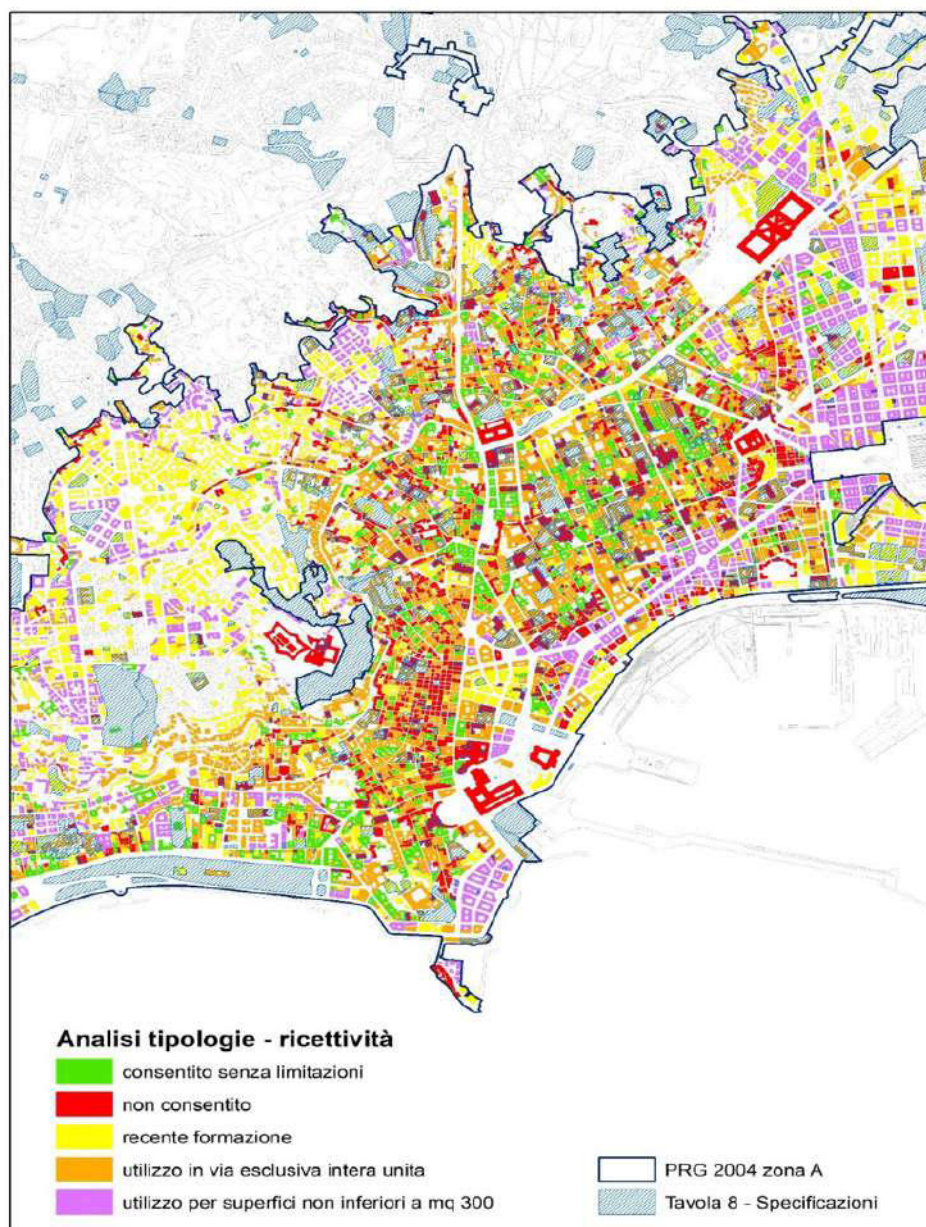 Analisi tipologie - ricettività
consentito senza limitazioni
non consentito
recente formazione
utilizzo in via esclusiva intera unita
utilizzo per superfici non inferiori a mq 300
PRG 2004 zona A
Tavola 8 - Specificazioni